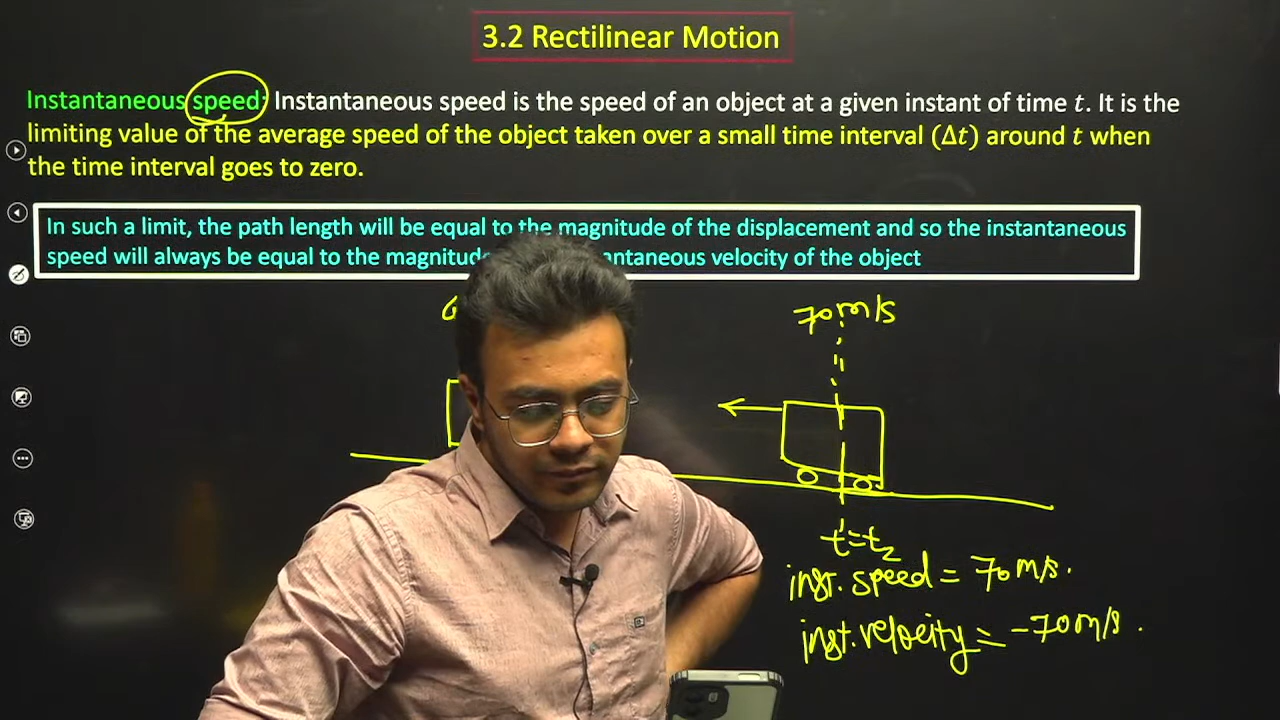 3.2 Rectilinear Motion
Instantaneous speed: Instantaneous speed is the speed of an object at a given instant of time t. It is the
limiting value of the average speed of the object taken over a small time interval (Δt) around t when
the time interval goes to zero.
In such a limit, the path length will be equal to the magnitude of the displacement and so the instantaneous
speed will always be equal to the velocity of the object
70 m/s
t=t₂
inst. speed = 70 m/s.
inst. velocity = -70 m/s.